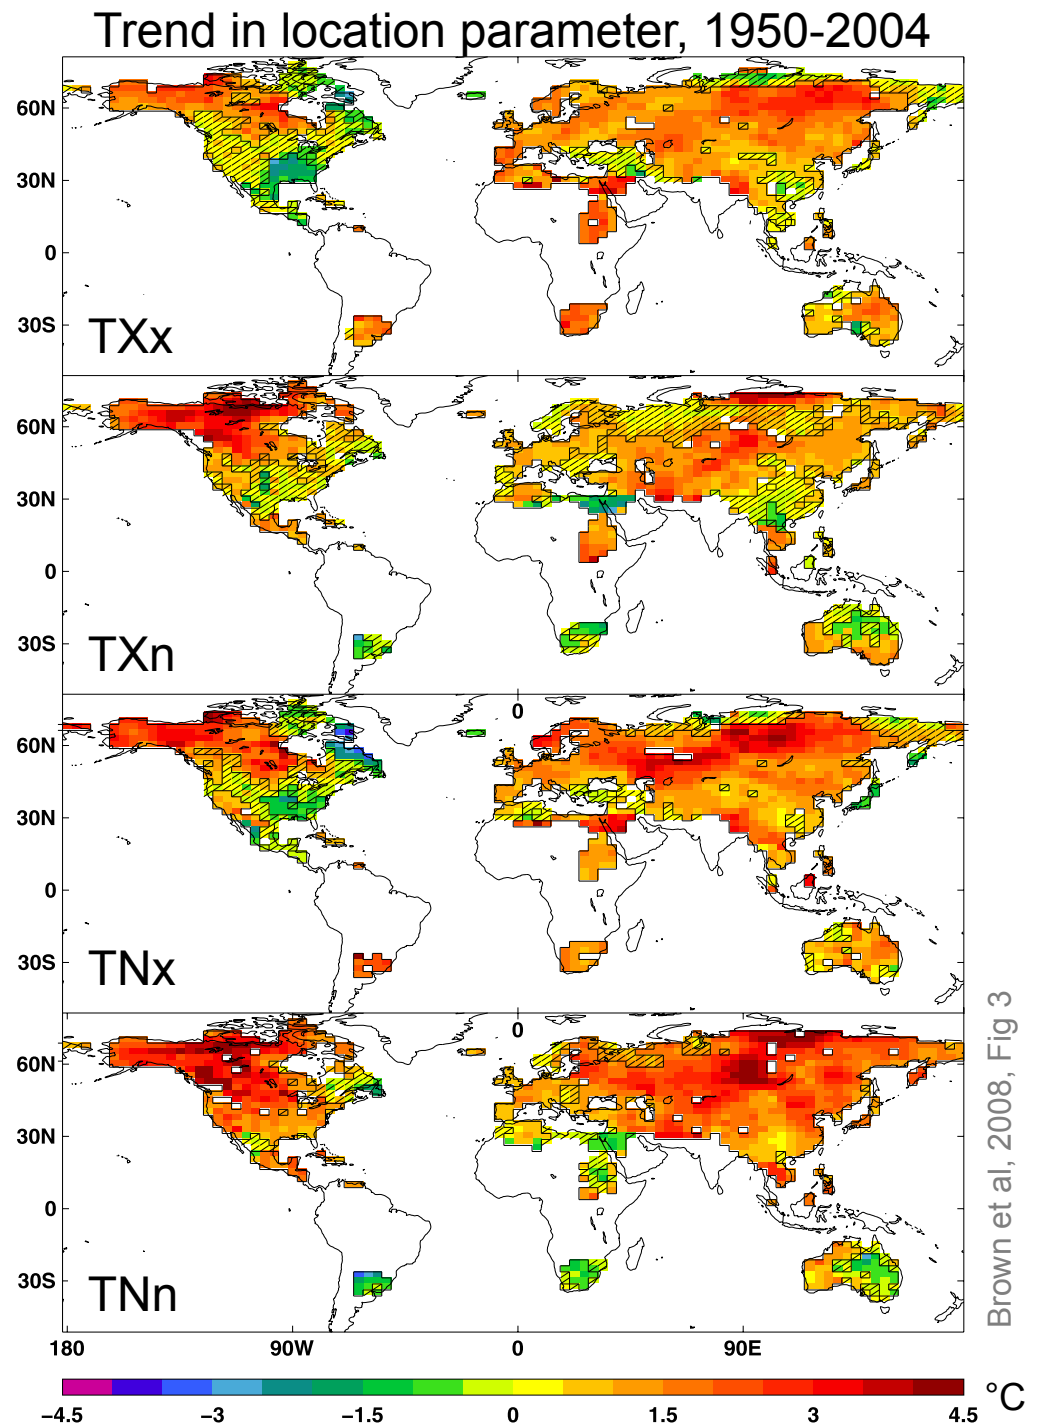 Trend in location parameter, 1950-2004
60N
30N
0
30S
TXx
60N
30N
0
30S
TXn
0
60N
30N
0
30S
TNx
0
60N
30N
0
30S
TNn
180 90W 0 90E
−4.5 −3 −1.5 0 1.5 3 4.5 °C
Brown et al, 2008, Fig 3